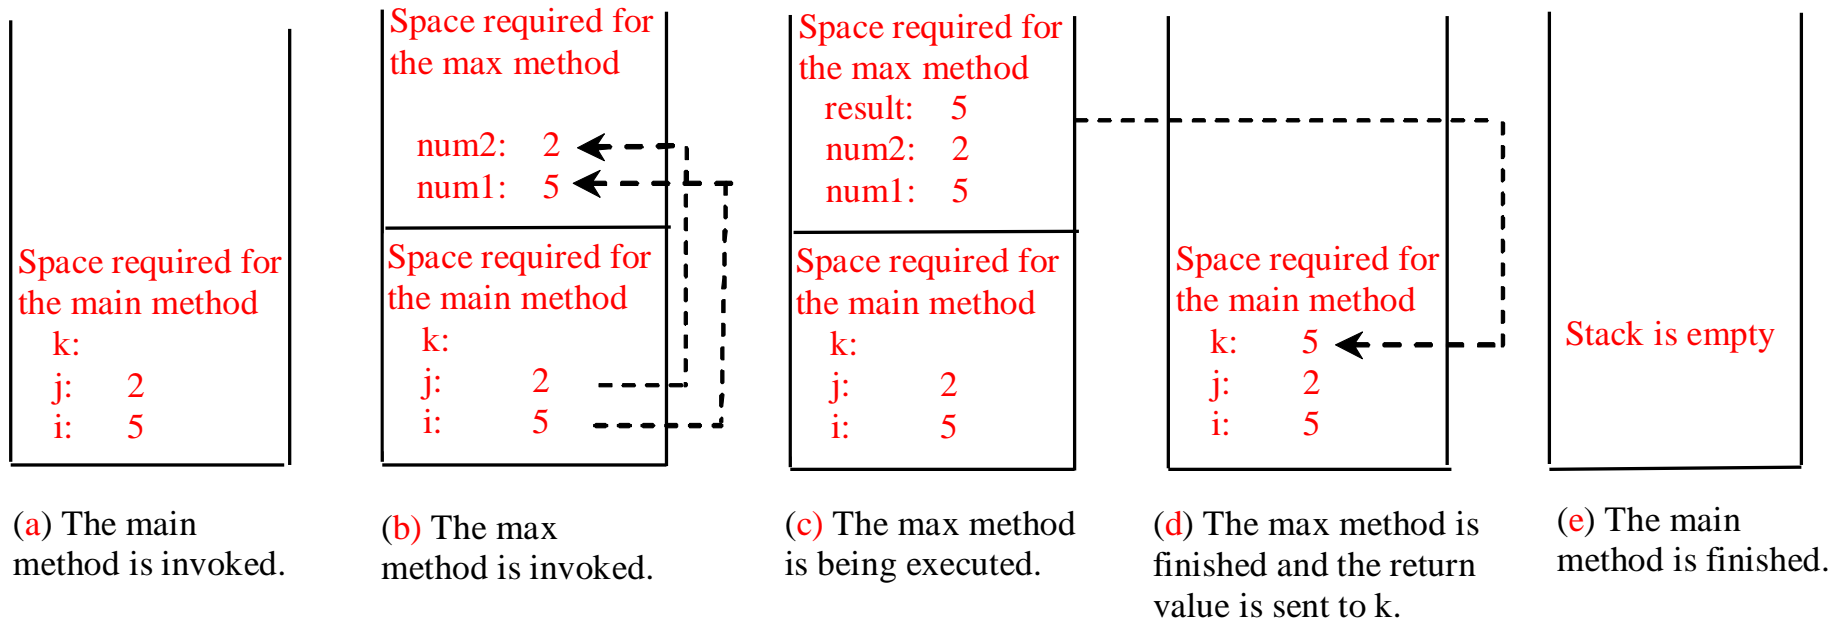 Space required for
the main method
k:
j: 2
i: 5
(a) The main
method is invoked.
Space required for
the max method
num2: 2
num1: 5
Space required for
the main method
k:
j: 2
i: 5
(b) The max
method is invoked.
Space required for
the max method
result: 5
num2: 2
num1: 5
Space required for
the main method
k:
j: 2
i: 5
(c) The max method
is being executed.
Space required for
the main method
k: 5
j: 2
i: 5
(d) The max method is
finished and the return
value is sent to k.
Stack is empty
(e) The main
method is finished.